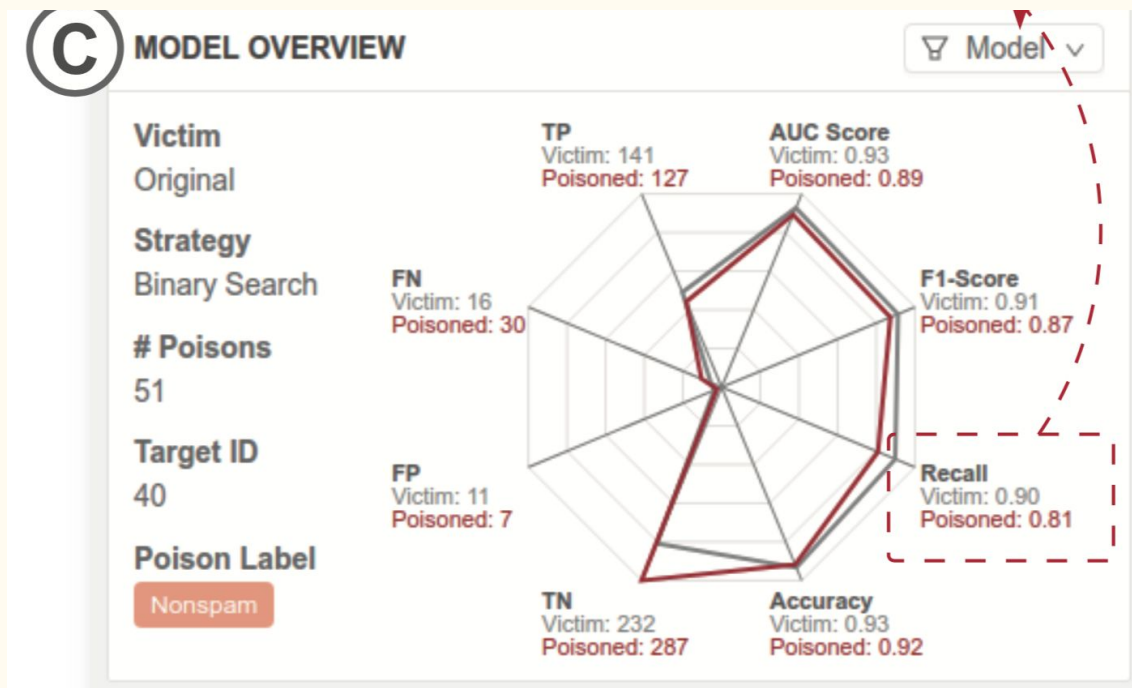 C MODEL OVERVIEW
Model
Victim
Original
Strategy
Binary Search
# Poisons
51
Target ID
40
Poison Label
Nonspam
TP
Victim: 141
Poisoned: 127
AUC Score
Victim: 0.93
Poisoned: 0.89
FN
Victim: 16
Poisoned: 30
F1-Score
Victim: 0.91
Poisoned: 0.87
FP
Victim: 11
Poisoned: 7
Recall
Victim: 0.90
Poisoned: 0.81
TN
Victim: 232
Poisoned: 287
Accuracy
Victim: 0.93
Poisoned: 0.92